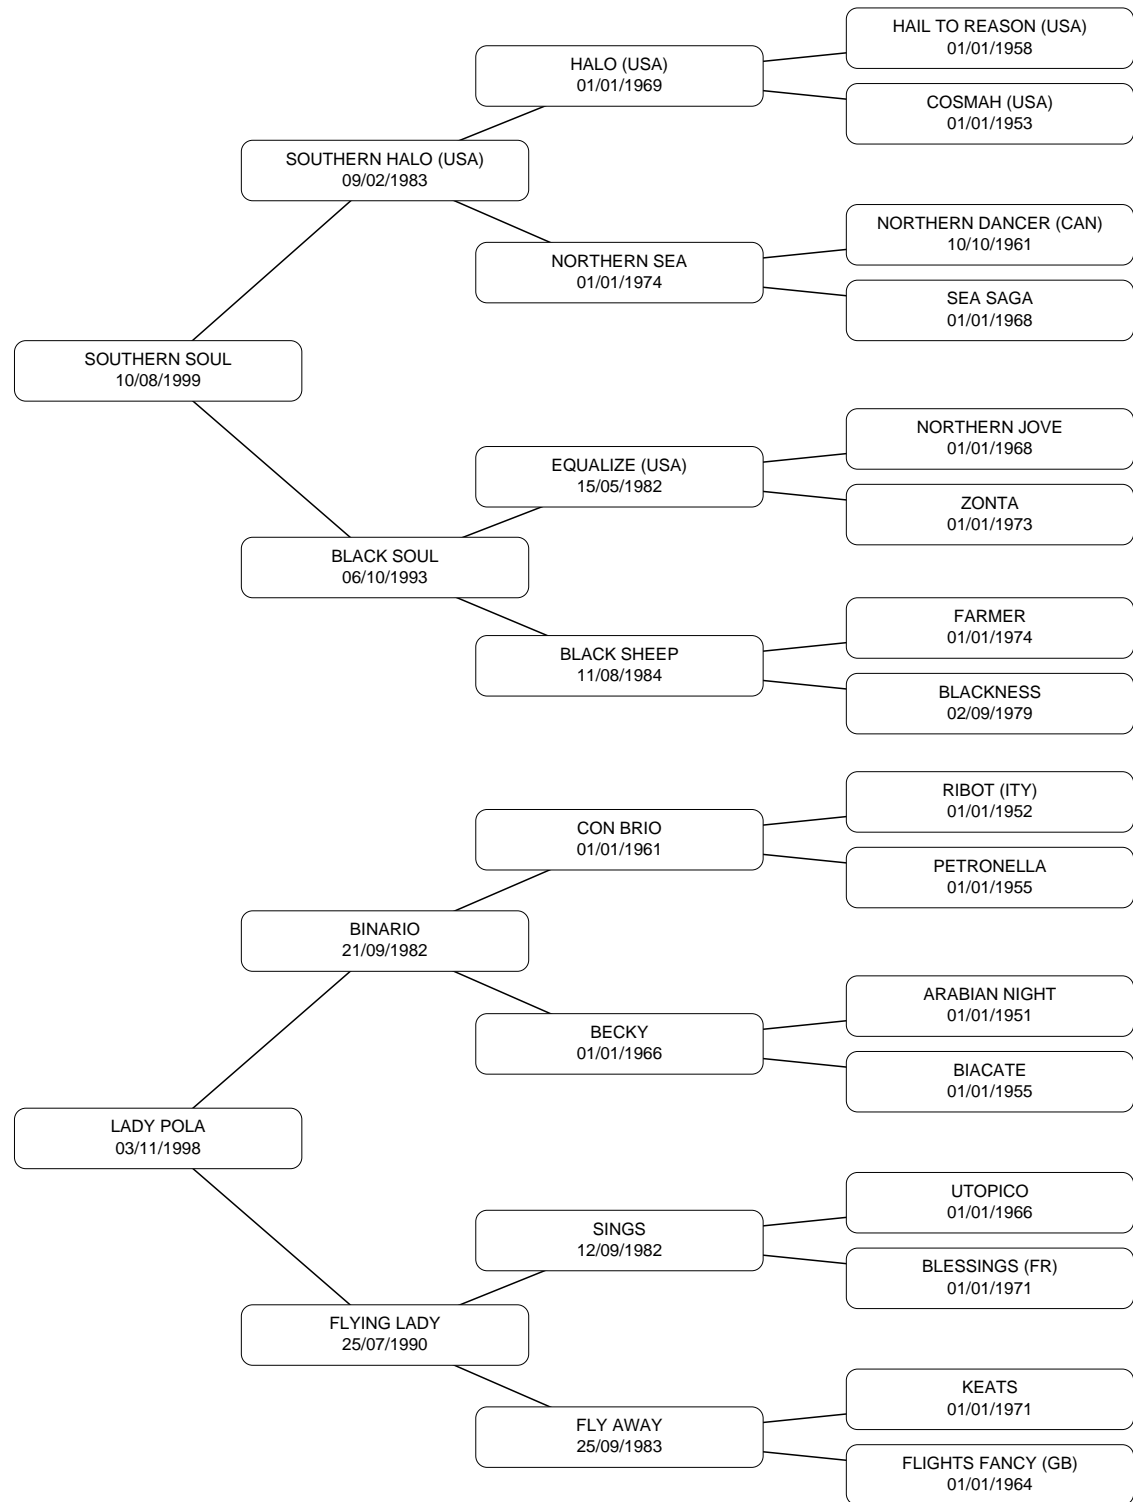 HAIL TO REASON (USA)
01/01/1958
HALO (USA)
01/01/1969
COSMAH (USA)
01/01/1953
SOUTHERN HALO (USA)
09/02/1983
NORTHERN DANCER (CAN)
10/10/1961
NORTHERN SEA
01/01/1974
SEA SAGA
01/01/1968
SOUTHERN SOUL
10/08/1999
NORTHERN JOVE
01/01/1968
EQUALIZE (USA)
15/05/1982
ZONTA
01/01/1973
BLACK SOUL
06/10/1993
FARMER
01/01/1974
BLACK SHEEP
11/08/1984
BLACKNESS
02/09/1979
RIBOT (ITY)
01/01/1952
CON BRIO
01/01/1961
PETRONELLA
01/01/1955
BINARIO
21/09/1982
ARABIAN NIGHT
01/01/1951
BECKY
01/01/1966
BIACATE
01/01/1955
LADY POLA
03/11/1998
UTOPICO
01/01/1966
SINGS
12/09/1982
BLESSINGS (FR)
01/01/1971
FLYING LADY
25/07/1990
KEATS
01/01/1971
FLY AWAY
25/09/1983
FLIGHTS FANCY (GB)
01/01/1964